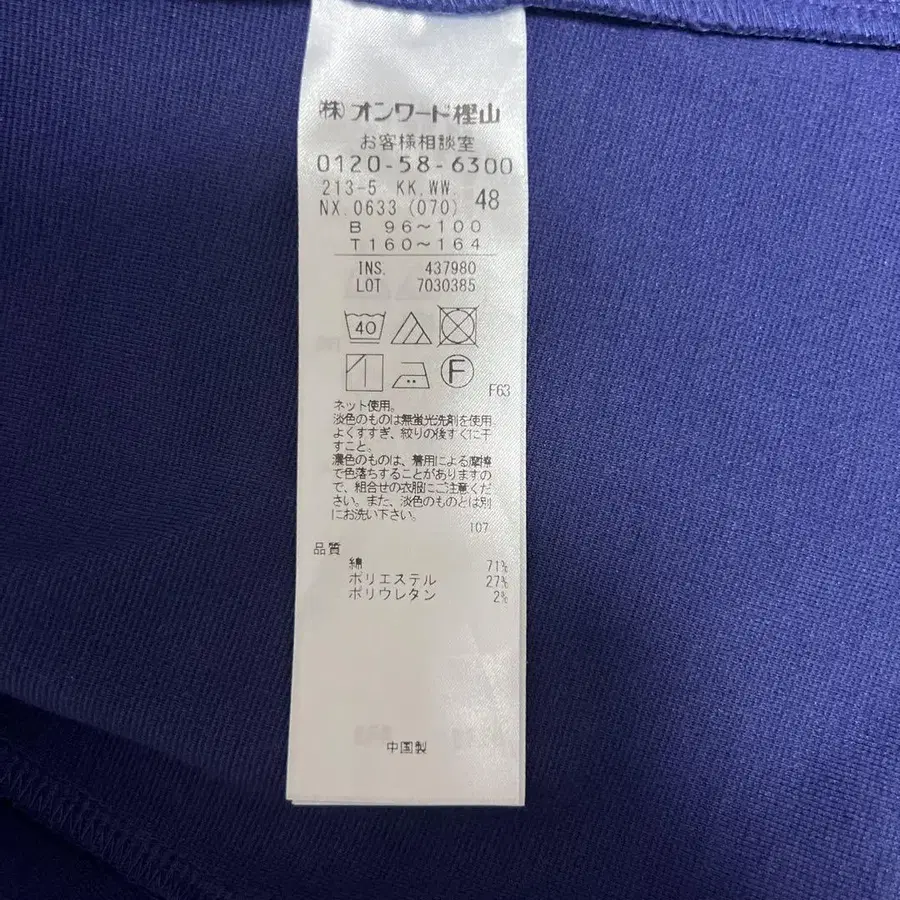 (株)オンワード樫山
お客様相談室
0120-58-6300
213-5 KK.WW.
NX.0633 (070) 48
B 96~100
T160~164
INS. 437980
LOT 7030385
40
F
F63
ネット使用。
淡色のものは無蛍光洗剤を使用
よくすすぎ、絞りの後すぐに干
すこと。
濃色のものは、着用による摩擦
で色落ちすることがありますの
で、組合せの衣服にご注意くだ
さい。また、淡色のものとは別
にお洗い下さい。
107
品質
綿 71%
ポリエステル 27%
ポリウレタン 2%
中国製